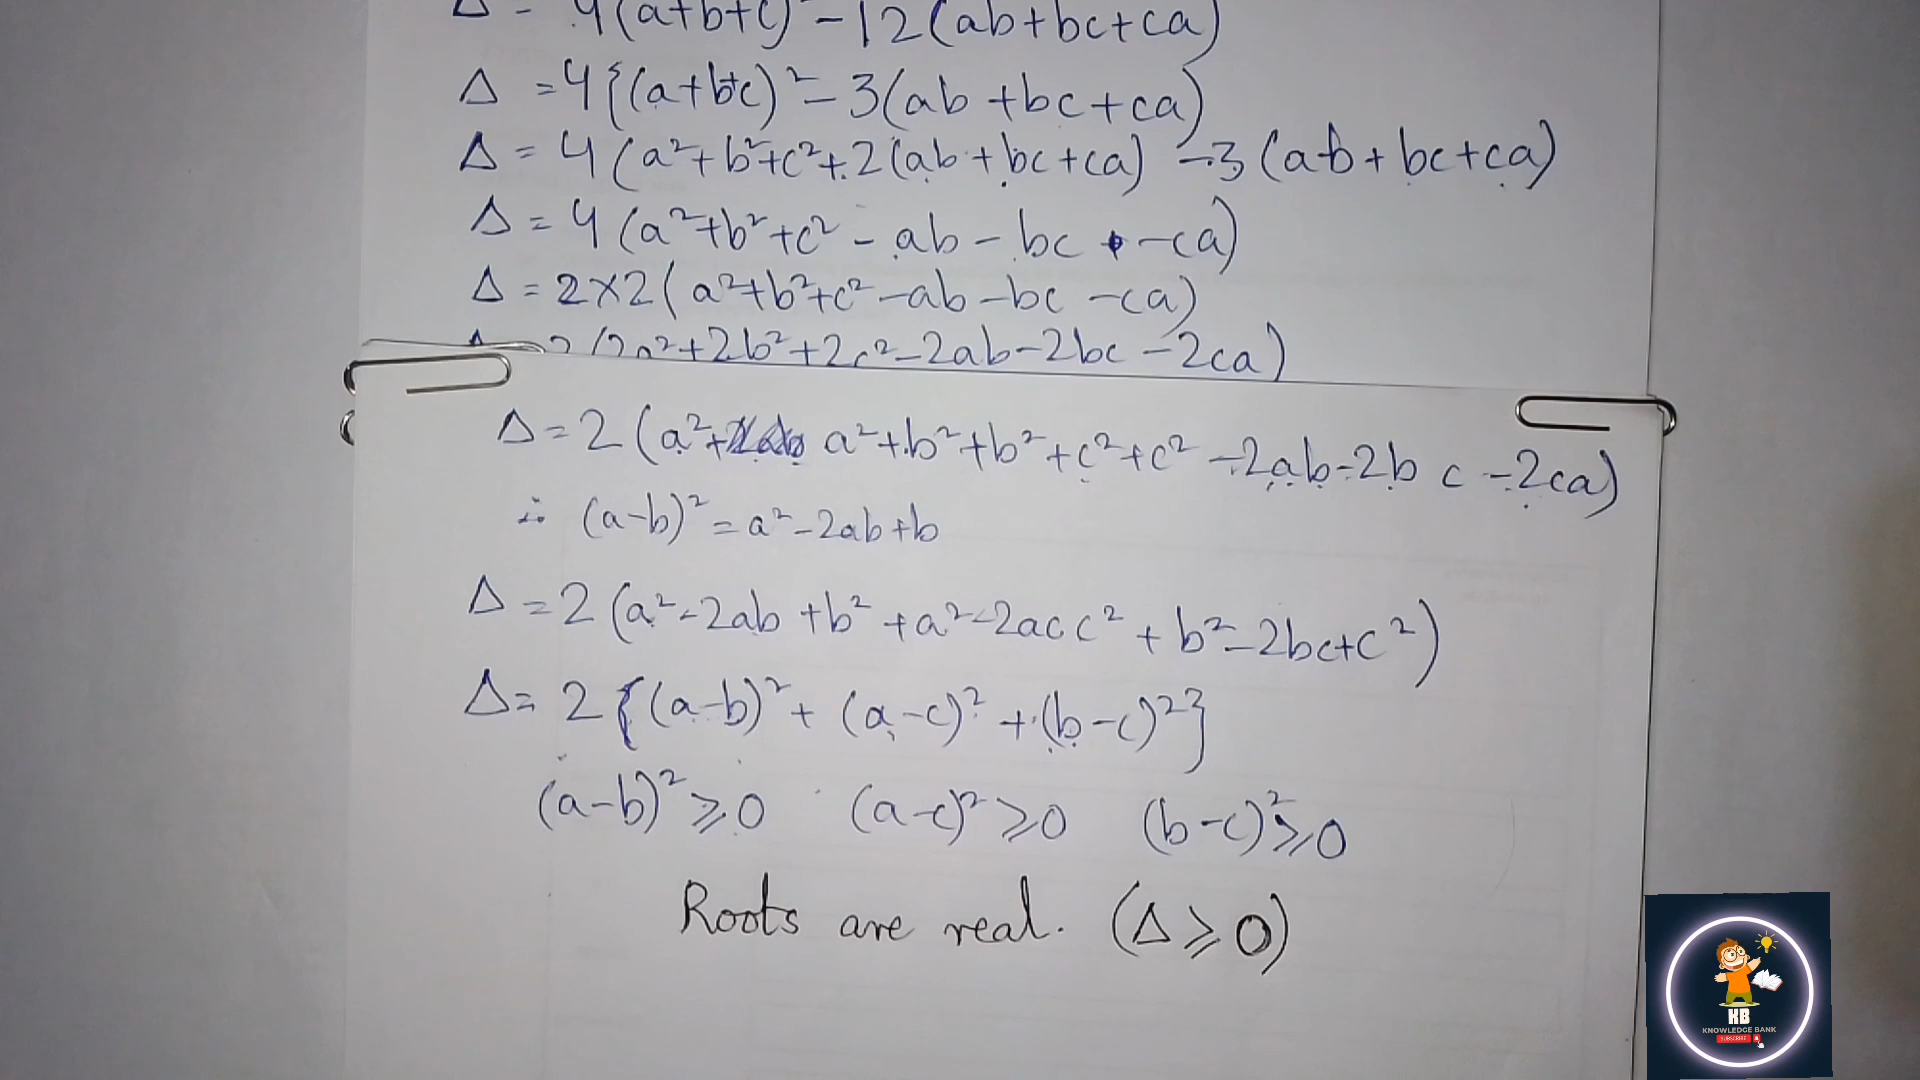 Δ = 4(a+b+c) - 12(ab+bc+ca)
Δ = 4{(a+b+c)² - 3(ab+bc+ca)
Δ = 4(a²+b²+c²+2(ab+bc+ca) -3(ab+bc+ca)
Δ = 4(a²+b²+c² - ab - bc - ca)
Δ = 2×2(a²+b²+c²-ab-bc-ca)
Δ = 2(2a²+2b²+2c²-2ab-2bc-2ca)
Δ = 2(a²+ a²+b²+b²+c²+c²-2ab-2bc-2ca)
∴ (a-b)² = a²-2ab+b
Δ = 2(a²-2ab+b²+a²-2acc²+b²-2bc+c²)
Δ = 2{(a-b)²+(a-c)²+(b-c)²}
(a-b)²≥0 (a-c)²≥0 (b-c)²≥0
Roots are real. (Δ≥0)
KB
KNOWLEDGE BANK
SUBSCRIBE